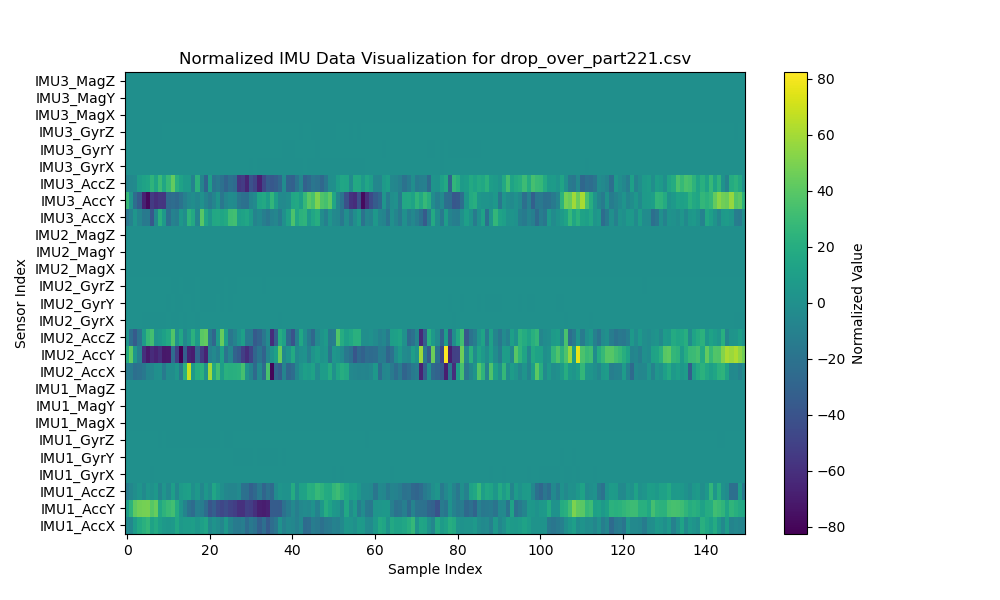 Normalized IMU Data Visualization for drop_over_part221.csv
IMU3_MagZ
IMU3_MagY
IMU3_MagX
IMU3_GyrZ
IMU3_GyrY
IMU3_GyrX
IMU3_AccZ
IMU3_AccY
IMU3_AccX
IMU2_MagZ
IMU2_MagY
IMU2_MagX
IMU2_GyrZ
IMU2_GyrY
IMU2_GyrX
IMU2_AccZ
IMU2_AccY
IMU2_AccX
IMU1_MagZ
IMU1_MagY
IMU1_MagX
IMU1_GyrZ
IMU1_GyrY
IMU1_GyrX
IMU1_AccZ
IMU1_AccY
IMU1_AccX
Sensor Index
0 20 40 60 80 100 120 140
Sample Index
80
60
40
20
0
−20
−40
−60
−80
Normalized Value